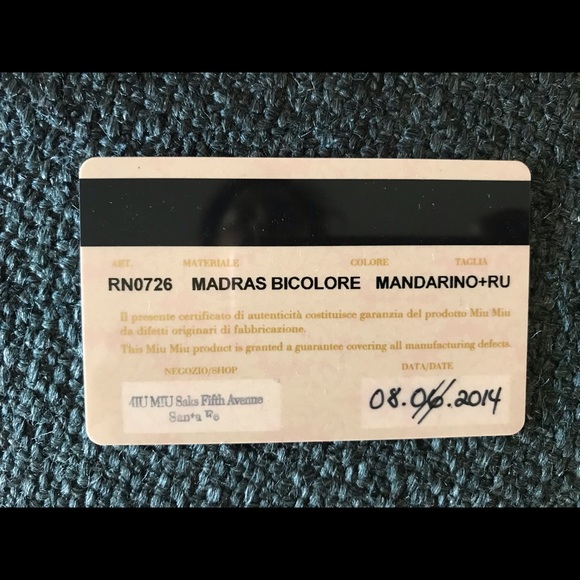 ART. MATERIALE COLORE TAGLIA
RN0726 MADRAS BICOLORE MANDARINO+RU
Il presente certificato di autenticità costituisce garanzia del prodotto Miu Miu
da difetti originari di fabbricazione.
This Miu Miu product is granted a guarantee covering all manufacturing defects.
NEGOZIO/SHOP DATA/DATE
MIU MIU Saks Fifth Avenue 08.06.2014
Santa Fe